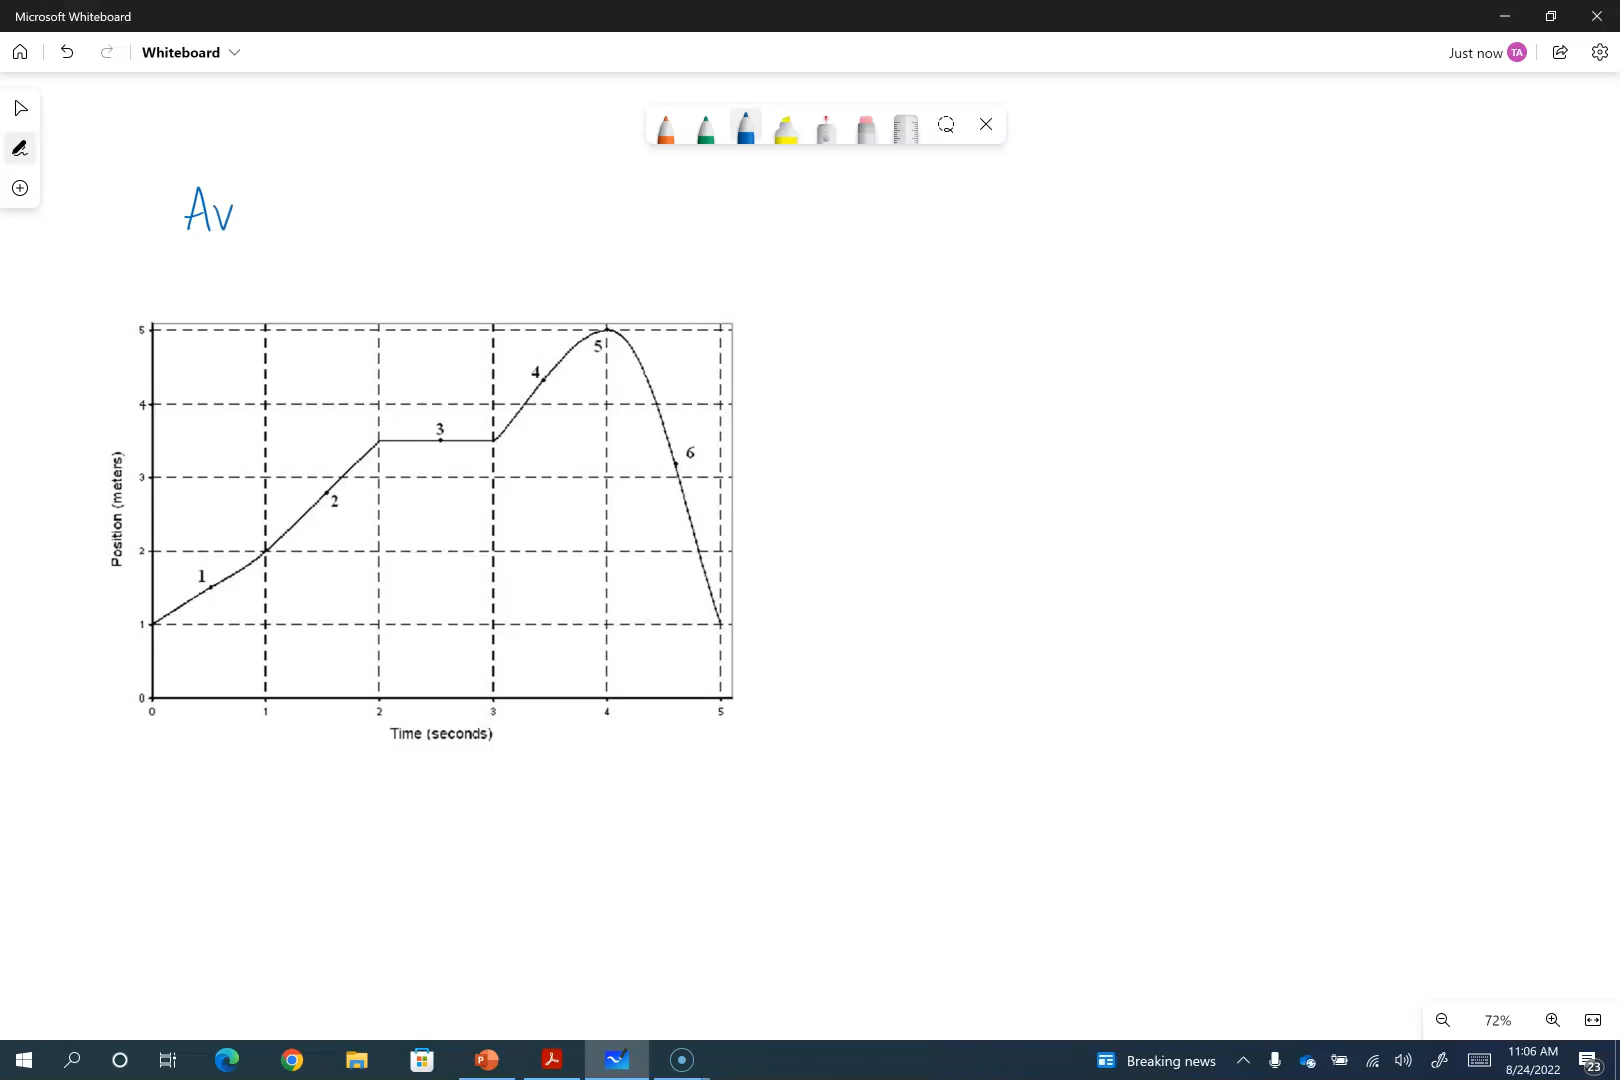 Microsoft Whiteboard
Whiteboard
Just now TA
Av
5
4
3
2
1
0
Position (meters)
1
2
3
4
5
6
0 1 2 3 4 5
Time (seconds)
72%
P
Breaking news
11:06 AM
8/24/2022
23